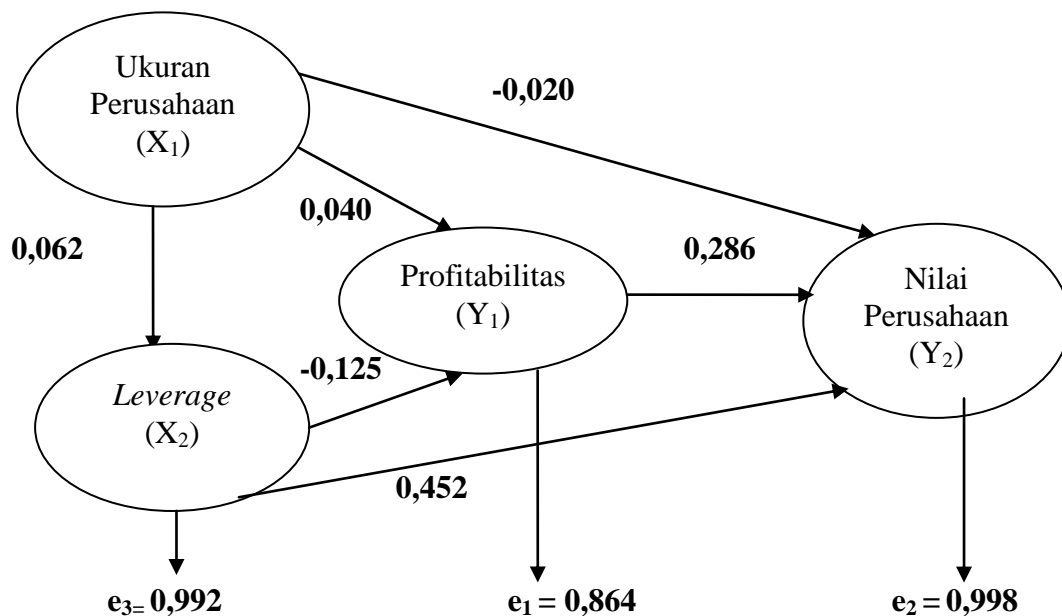 Ukuran
Perusahaan
(X₁)
-0,020
0,040
0,062
0,286
Profitabilitas
(Y₁)
Nilai
Perusahaan
(Y₂)
-0,125
Leverage
(X₂)
0,452
e₃₌ 0,992
e₁ = 0,864
e₂ = 0,998